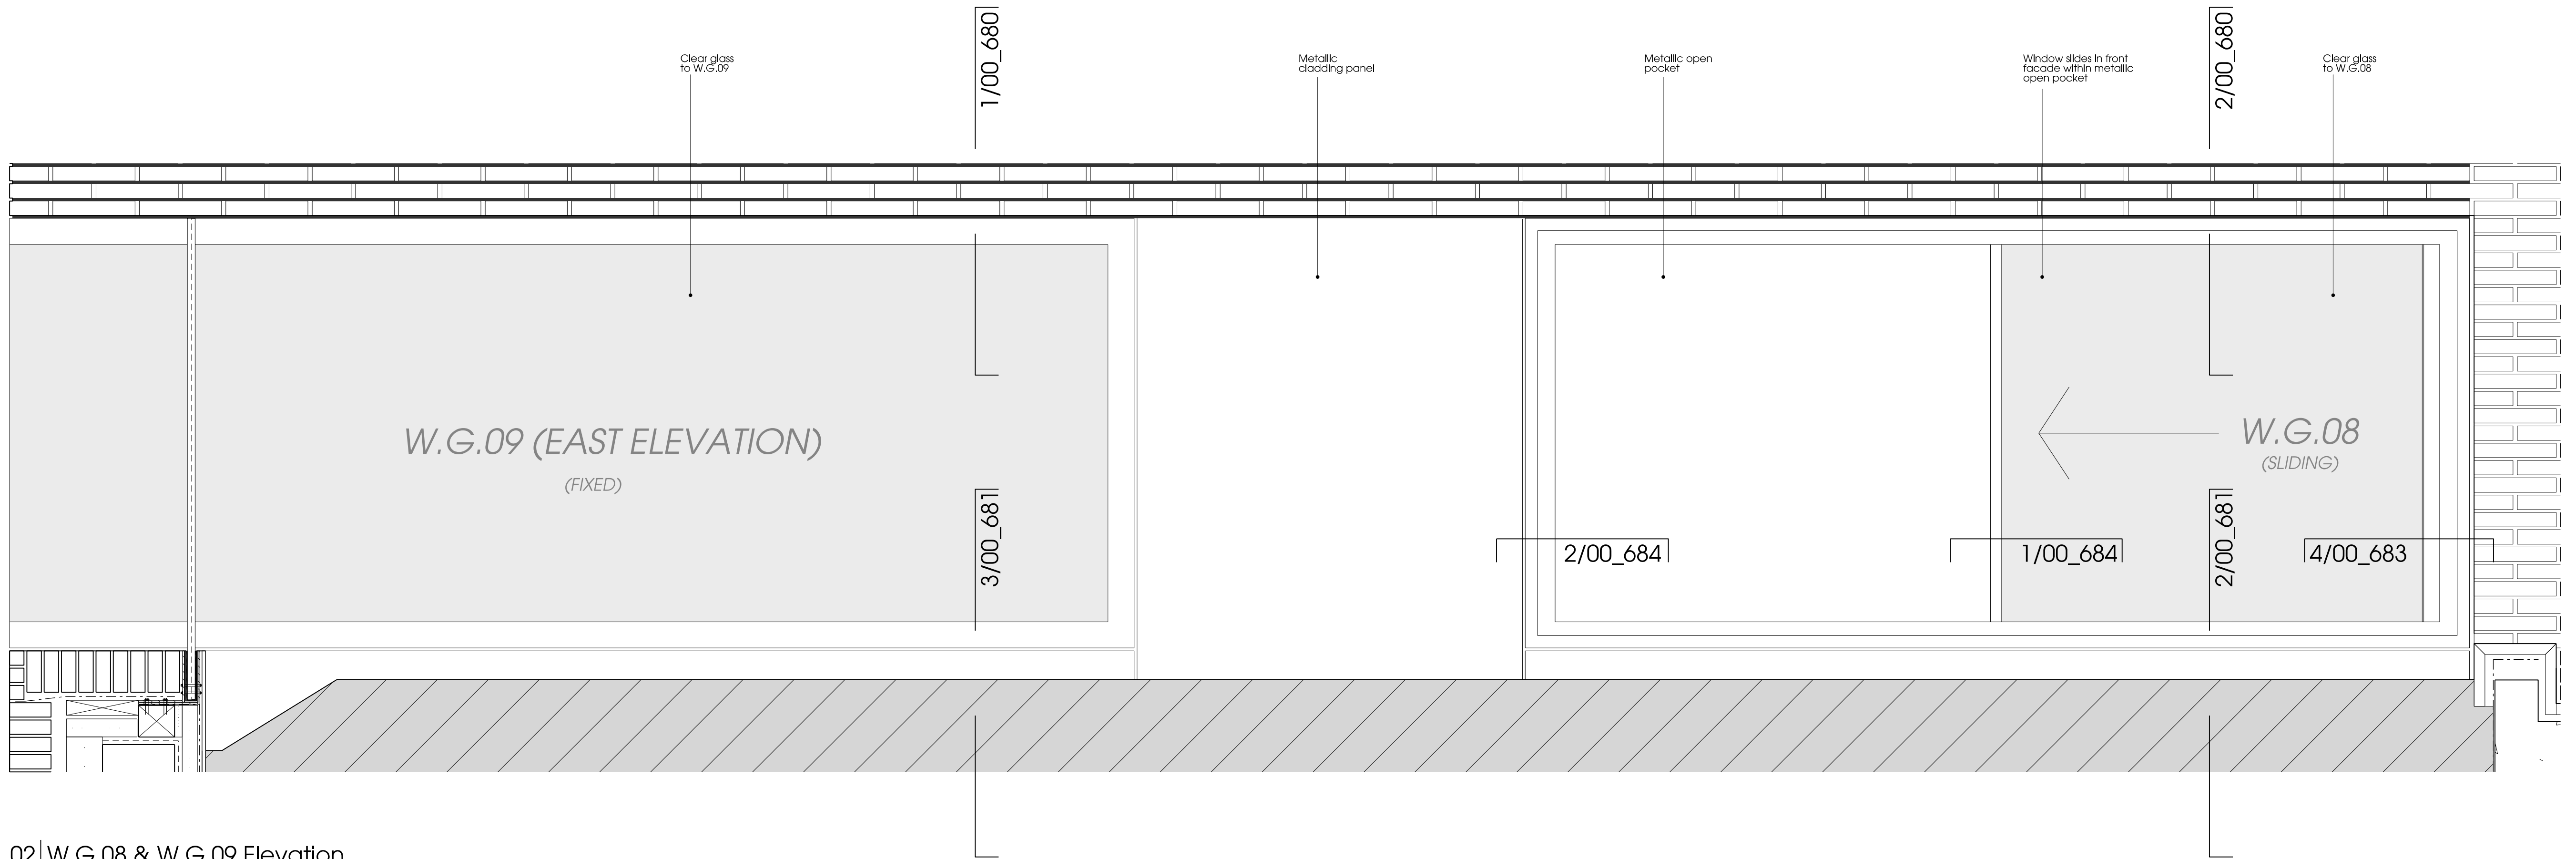 1/00_680
2/00_680
Clear glass
to W.G.09
Metallic
cladding panel
Metallic open
pocket
Window slides in front
facade within metallic
open pocket
Clear glass
to W.G.08
W.G.09 (EAST ELEVATION)
(FIXED)
W.G.08
(SLIDING)
3/00_681
2/00_684
1/00_684
2/00_681
4/00_683
02 W.G.08 & W.G.09 Elevation